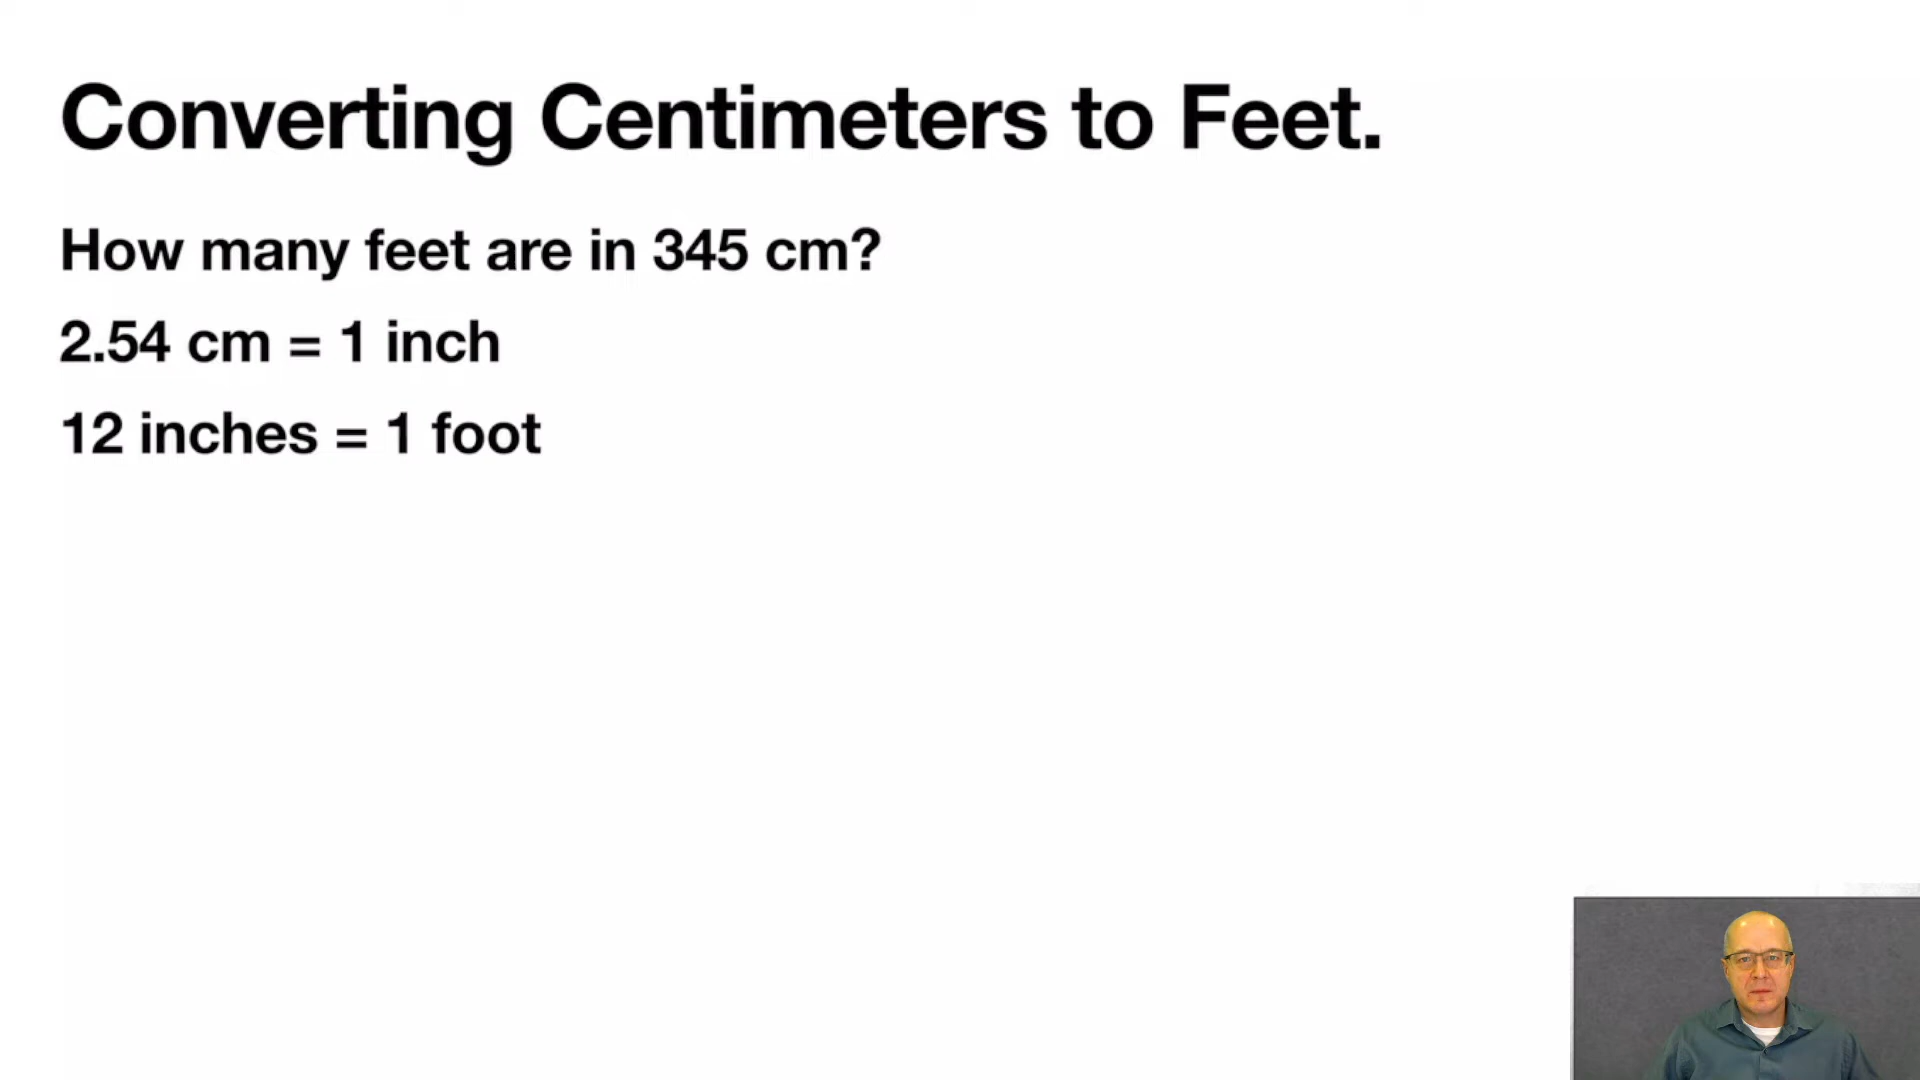 Converting Centimeters to Feet.
How many feet are in 345 cm?
2.54 cm = 1 inch
12 inches = 1 foot